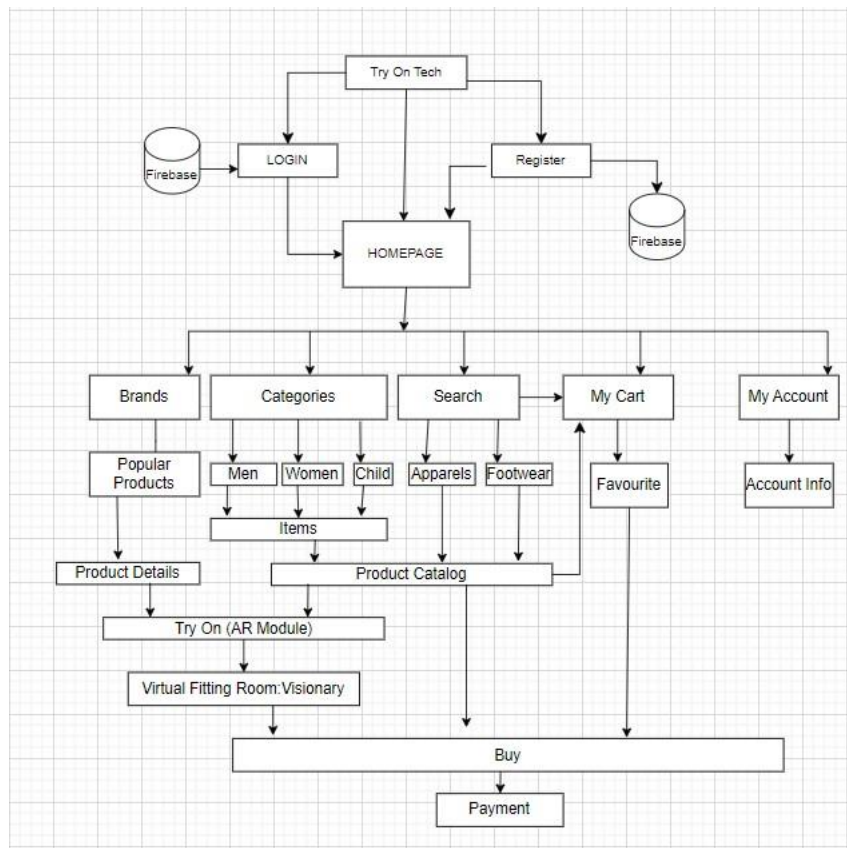 Try On Tech
LOGIN
Register
Firebase
Firebase
HOMEPAGE
Brands
Categories
Search
My Cart
My Account
Popular
Products
Men
Women
Child
Apparels
Footwear
Favourite
Account Info
Items
Product Details
Product Catalog
Try On (AR Module)
Virtual Fitting Room:Visionary
Buy
Payment